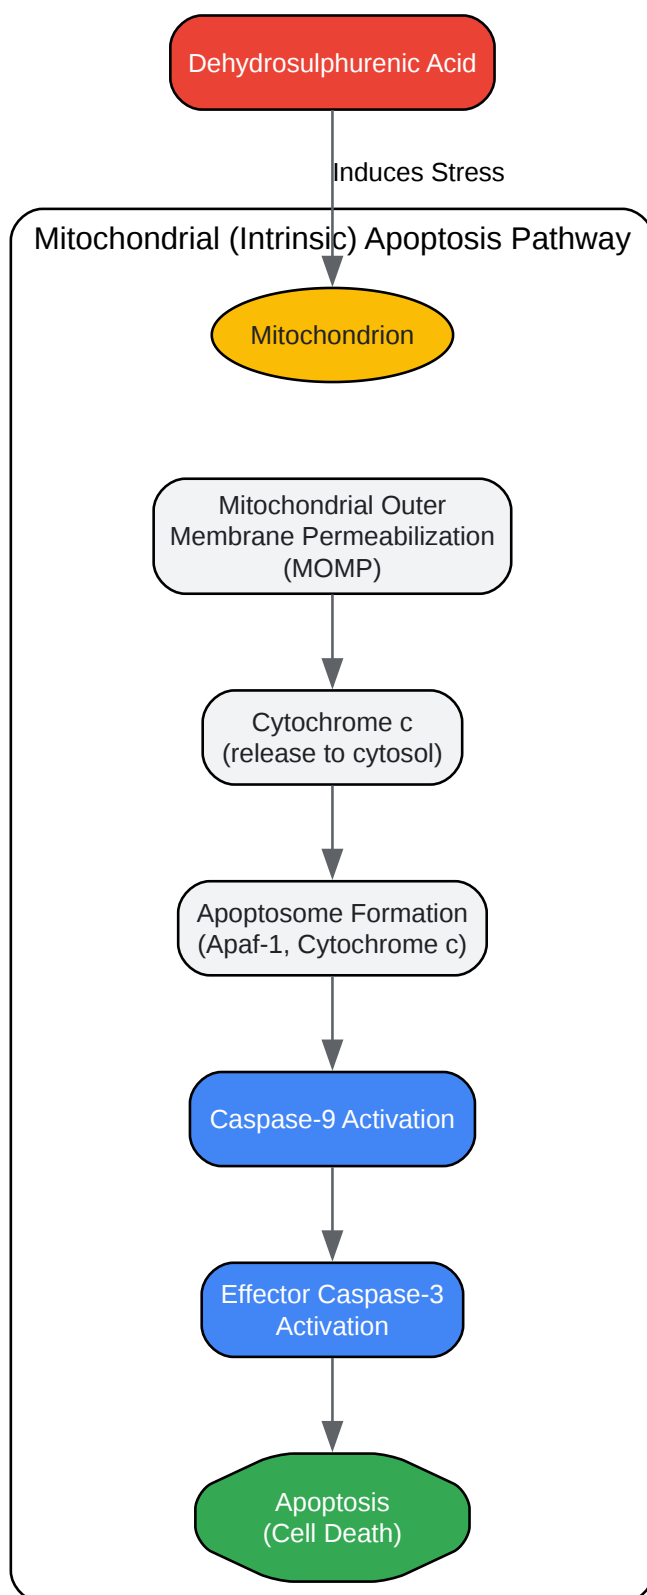 Dehydrosulphurenic Acid
Induces Stress
Mitochondrial (Intrinsic) Apoptosis Pathway
Mitochondrion
Mitochondrial Outer
Membrane Permeabilization
(MOMP)
Cytochrome c
(release to cytosol)
Apoptosome Formation
(Apaf-1, Cytochrome c)
Caspase-9 Activation
Effector Caspase-3
Activation
Apoptosis
(Cell Death)